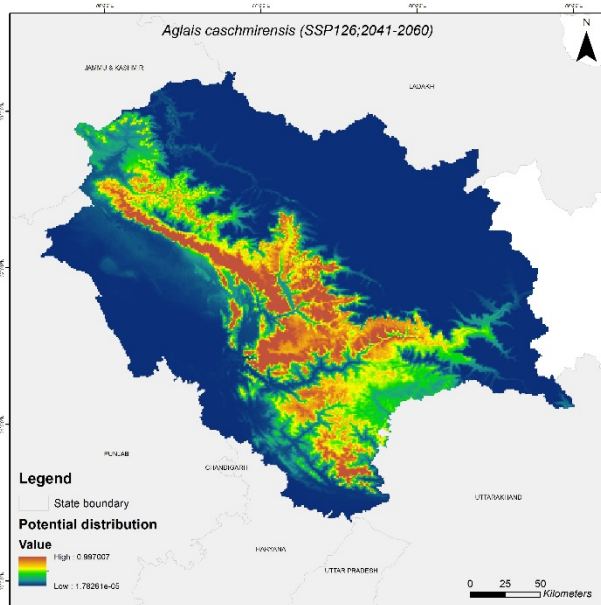 Aglais caschmirensis (SSP126;2041-2060)
N
JAMMU & KASHMIR
LADAKH
PUNJAB
CHANDIGARH
UTTARAKHAND
HARYANA
UTTAR PRADESH
Legend
State boundary
Potential distribution
Value
High : 0.997007
Low : 1.78261e-05
0 25 50
Kilometers